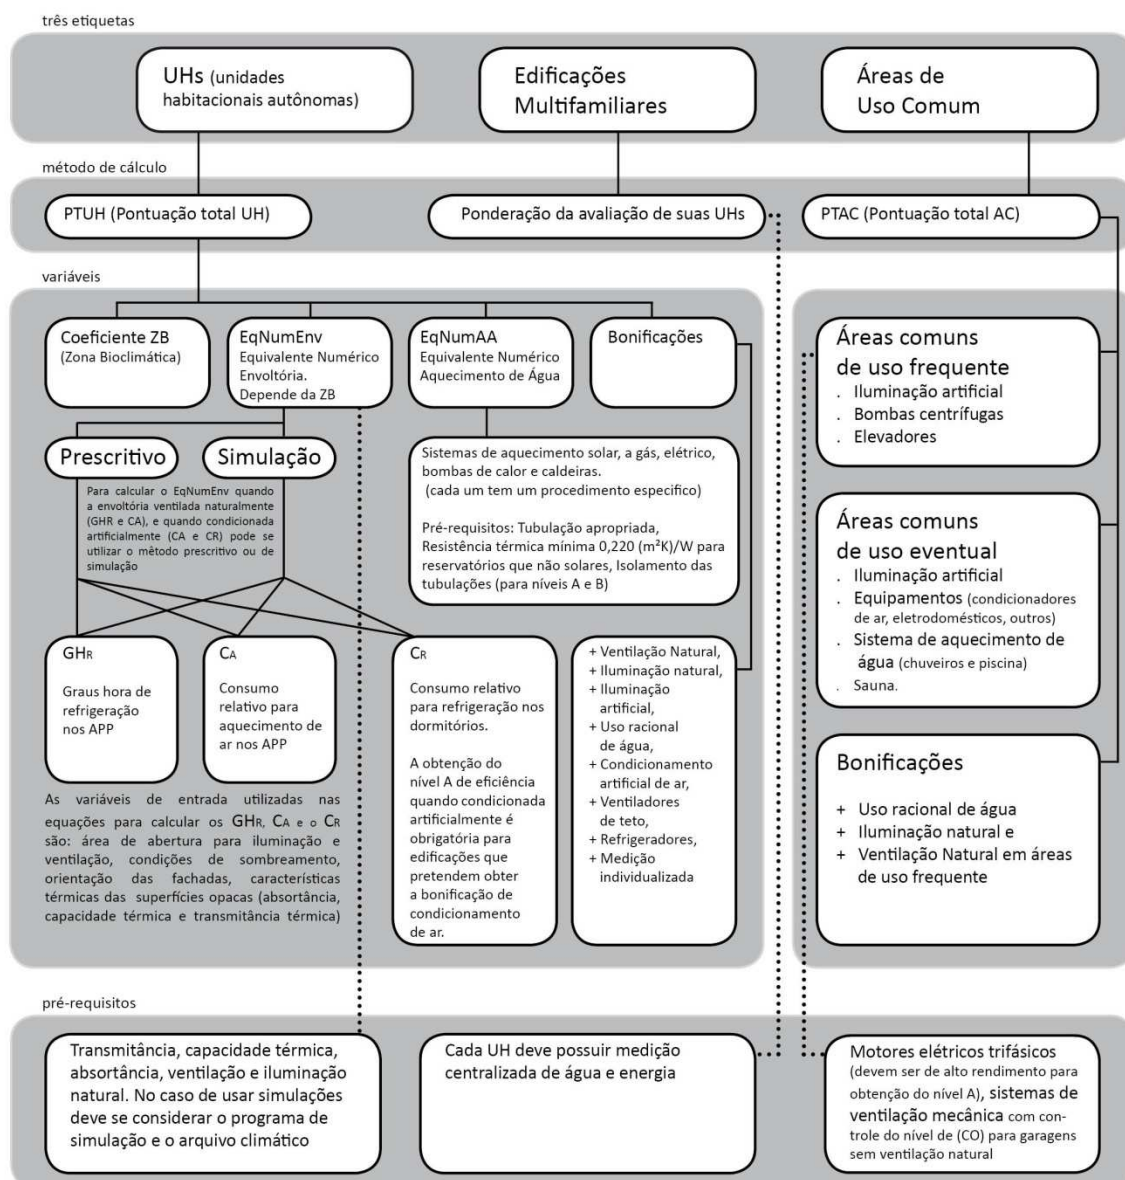 três etiquetas
UHs (unidades
habitacionais autônomas)
Edificações
Multifamiliares
Áreas de
Uso Comum
método de cálculo
PTUH (Pontuação total UH)
Ponderação da avaliação de suas UHs
PTAC (Pontuação total AC)
variáveis
Coeficiente ZB
(Zona Bioclimática)
EqNumEnv
Equivalente Numérico
Envoltória.
Depende da ZB
EqNumAA
Equivalente Numérico
Aquecimento de Água
Bonificações
Prescritivo
Simulação
Para calcular o EqNumEnv quando
a envoltória ventilada naturalmente
(GHR e CA), e quando condicionada
artificialmente (CA e CR) pode se
utilizar o mètodo prescritivo ou de
simulação
Sistemas de aquecimento solar, a gás, elétrico,
bombas de calor e caldeiras.
(cada um tem um procedimento especifico)
Pré-requisitos: Tubulação apropriada,
Resistência térmica mínima 0,220 (m²K)/W para
reservatórios que não solares, Isolamento das
tubulações (para níveis A e B)
GHR
Graus hora de
refrigeração
nos APP
CA
Consumo
relativo para
aquecimento de
ar nos APP
CR
Consumo relativo
para refrigeração nos
dormitórios.
A obtenção do
nível A de eficiência
quando condicionada
artificialmente é
obrigatória para
edificações que
pretendem obter
a bonificação de
condicionamento
de ar.
+ Ventilação Natural,
+ Iluminação natural,
+ Iluminação
artificial,
+ Uso racional
de água,
+ Condicionamento
artificial de ar,
+ Ventiladores
de teto,
+ Refrigeradores,
+ Medição
individualizada
As variáveis de entrada utilizadas nas
equações para calcular os GHR, CA e o CR
são: área de abertura para iluminação e
ventilação, condições de sombreamento,
orientação das fachadas, características
térmicas das superfícies opacas (absortância,
capacidade térmica e transmitância térmica)
Áreas comuns
de uso frequente
. Iluminação artificial
. Bombas centrífugas
. Elevadores
Áreas comuns
de uso eventual
. Iluminação artificial
. Equipamentos (condicionadores
de ar, eletrodomésticos, outros)
. Sistema de aquecimento de
água (chuveiros e piscina)
. Sauna.
Bonificações
+ Uso racional de água
+ Iluminação natural e
+ Ventilação Natural em áreas
de uso frequente
pré-requisitos
Transmitância, capacidade térmica,
absortância, ventilação e iluminação
natural. No caso de usar simulações
deve se considerar o programa de
simulação e o arquivo climático
Cada UH deve possuir medição
centralizada de água e energia
Motores elétricos trifásicos
(devem ser de alto rendimento para
obtenção do nível A), sistemas de
ventilação mecânica com con-
trole do nível de (CO) para garagens
sem ventilação natural